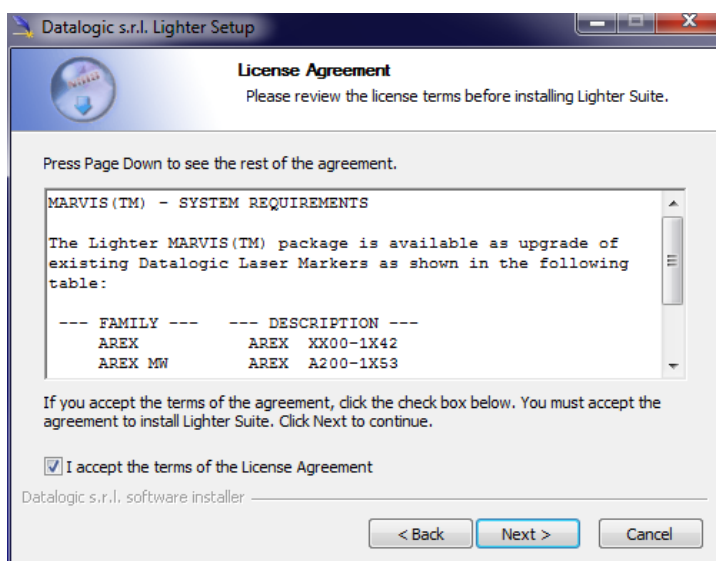 Datalogic s.r.l. Lighter Setup
License Agreement
Please review the license terms before installing Lighter Suite.
Press Page Down to see the rest of the agreement.
MARVIS(TM) - SYSTEM REQUIREMENTS
The Lighter MARVIS(TM) package is available as upgrade of
existing Datalogic Laser Markers as shown in the following
table:
--- FAMILY --- --- DESCRIPTION ---
AREX AREX XX00-1X42
AREX MW AREX A200-1X53
If you accept the terms of the agreement, click the check box below. You must accept the
agreement to install Lighter Suite. Click Next to continue.
I accept the terms of the License Agreement
Datalogic s.r.l. software installer
< Back Next > Cancel